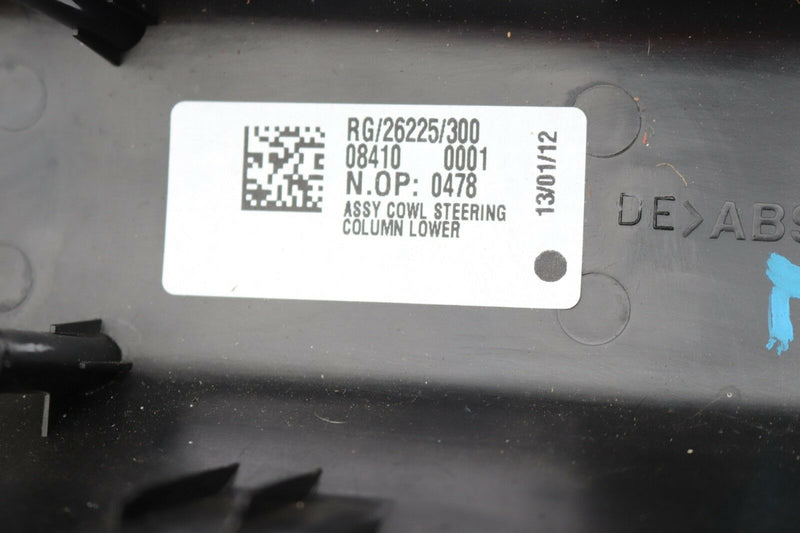 RG/26225/300
08410 0001
N.OP: 0478
ASSY COWL STEERING
COLUMN LOWER
13/01/12
DE>ABS